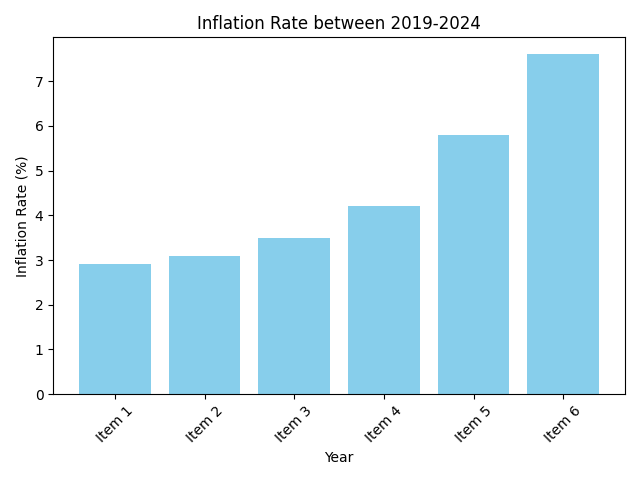 Inflation Rate between 2019-2024
Inflation Rate (%)
7
6
5
4
3
2
1
0
Item 1
Item 2
Item 3
Item 4
Item 5
Item 6
Year